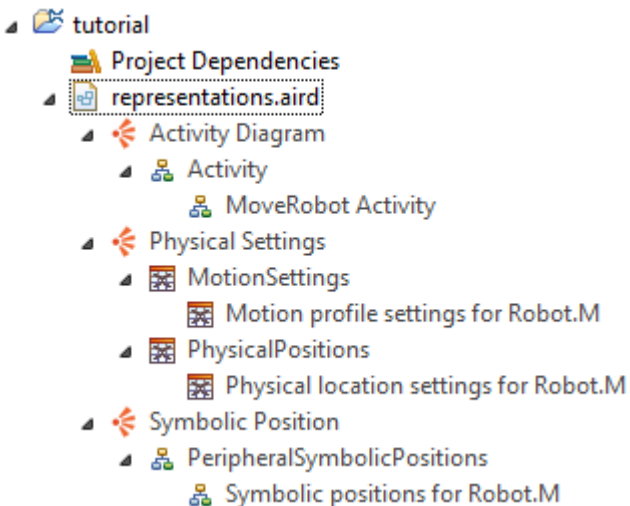 tutorial
Project Dependencies
representations.aird
Activity Diagram
Activity
MoveRobot Activity
Physical Settings
MotionSettings
Motion profile settings for Robot.M
PhysicalPositions
Physical location settings for Robot.M
Symbolic Position
PeripheralSymbolicPositions
Symbolic positions for Robot.M